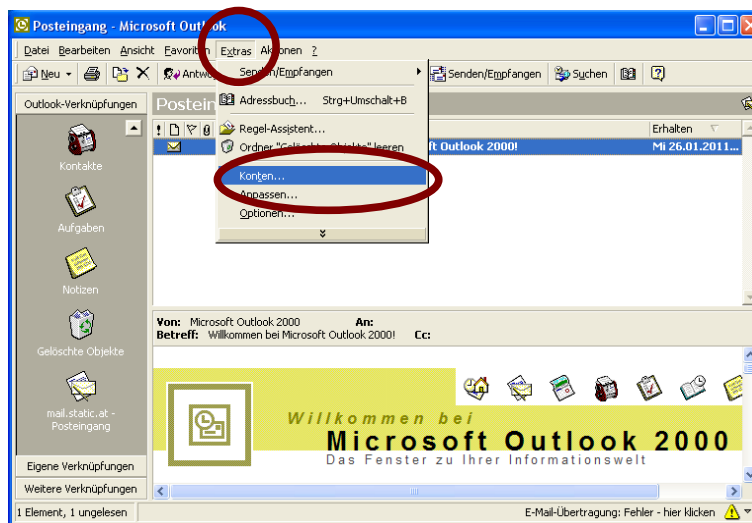 Posteingang - Microsoft Outlook
Datei Bearbeiten Ansicht Favoriten Extras Aktionen ?
Neu Senden/Empfangen Suchen
Outlook-Verknüpfungen
Kontakte
Aufgaben
Notizen
Gelöschte Objekte
mail.static.at -
Posteingang
Eigene Verknüpfungen
Weitere Verknüpfungen
Senden/Empfangen
Adressbuch... Strg+Umschalt+B
Regel-Assistent...
Ordner "Gelöschte Objekte" leeren
Konten...
Anpassen...
Optionen...
Erhalten
Outlook 2000! Mi 26.01.2011...
Von: Microsoft Outlook 2000 An:
Betreff: Willkommen bei Microsoft Outlook 2000! Cc:
Willkommen bei
Microsoft Outlook 2000
Das Fenster zu Ihrer Informationswelt
1 Element, 1 ungelesen E-Mail-Übertragung: Fehler - hier klicken